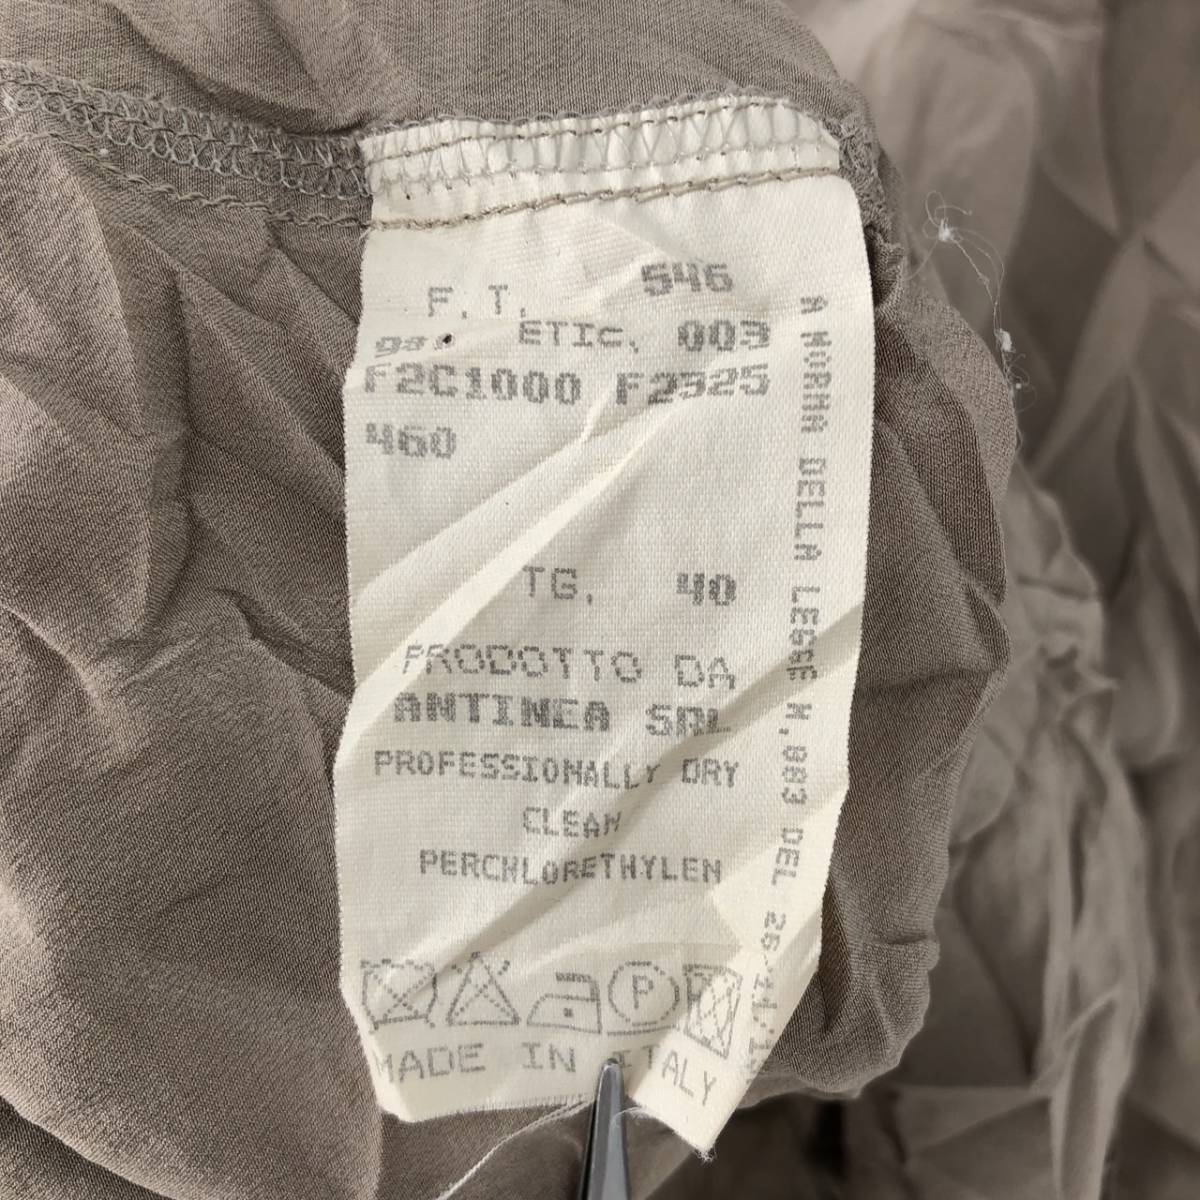 F.T. 546
ETIC. 003
F2C1000 F2325
460
TG. 40
PRODOTTO DA
ANTINEA SRL
PROFESSIONALLY DRY
CLEAN
PERCHLORETHYLEN
P
MADE IN ITALY
A NORMA DELLA LEGGE N.883 DEL 26/11/